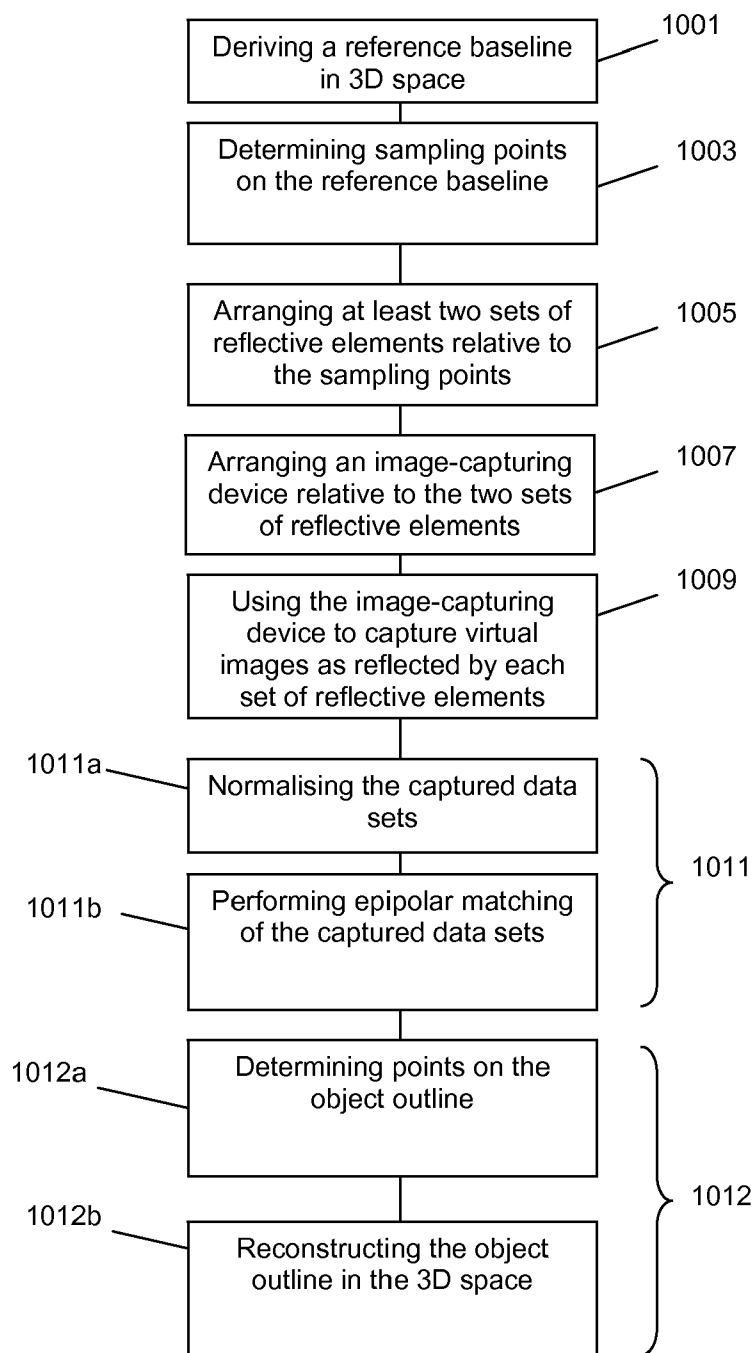 Deriving a reference baseline
in 3D space
1001
Determining sampling points
on the reference baseline
1003
Arranging at least two sets of
reflective elements relative to
the sampling points
1005
Arranging an image-capturing
device relative to the two sets
of reflective elements
1007
Using the image-capturing
device to capture virtual
images as reflected by each
set of reflective elements
1009
1011a
Normalising the captured data
sets
1011
1011b
Performing epipolar matching
of the captured data sets
1012a
Determining points on the
object outline
1012
1012b
Reconstructing the object
outline in the 3D space